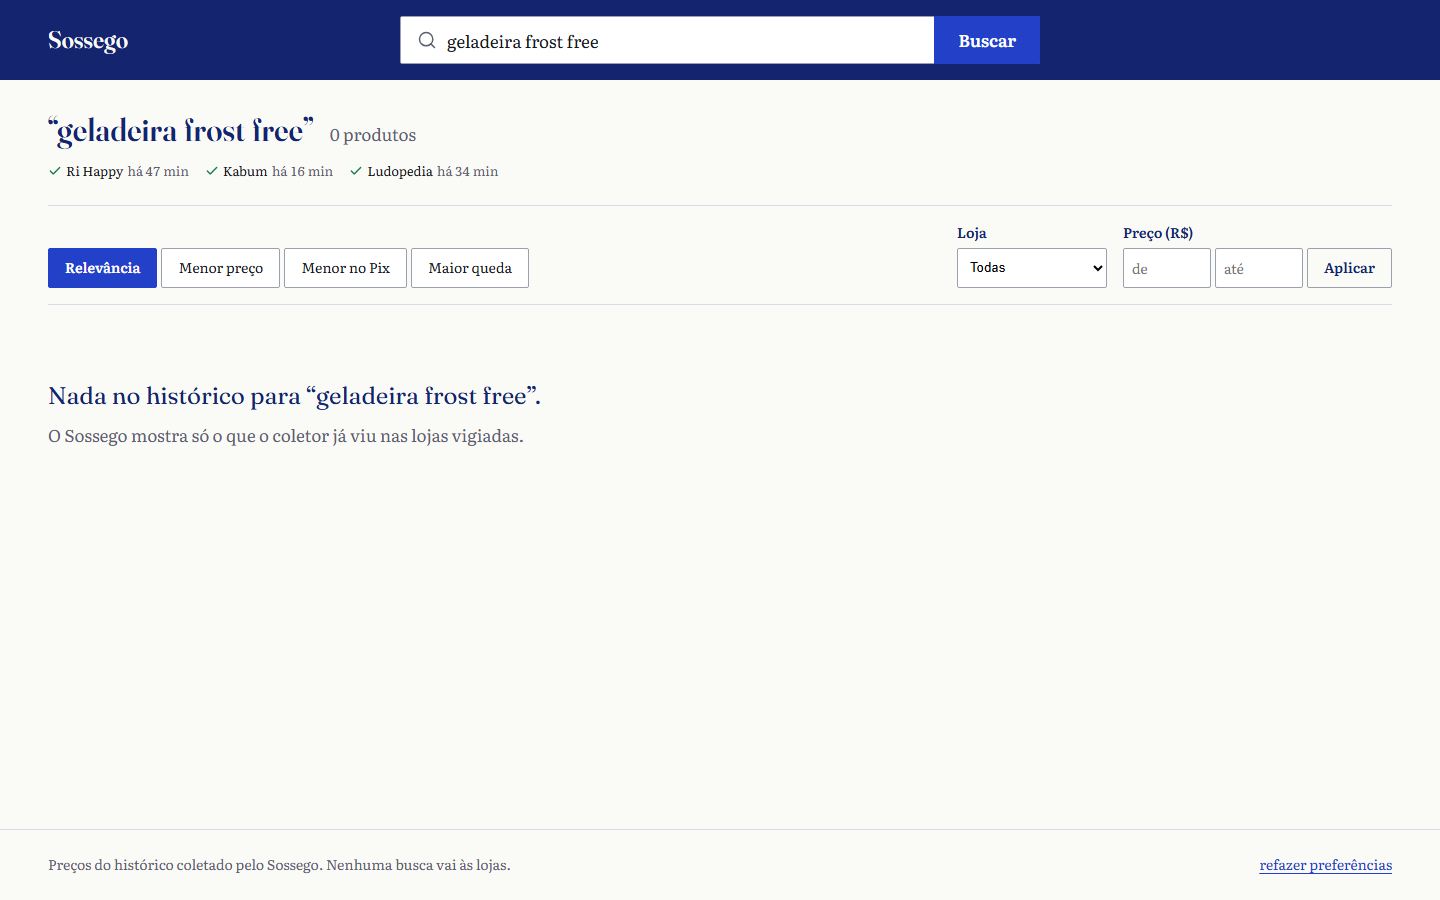 Sossego
geladeira frost free
Buscar
“geladeira frost free” 0 produtos
Ri Happy há 47 min Kabum há 16 min Ludopedia há 34 min
Loja Preço (R$)
Relevância Menor preço Menor no Pix Maior queda Todas de até Aplicar
Nada no histórico para “geladeira frost free”.
O Sossego mostra só o que o coletor já viu nas lojas vigiadas.
Preços do histórico coletado pelo Sossego. Nenhuma busca vai às lojas. refazer preferências